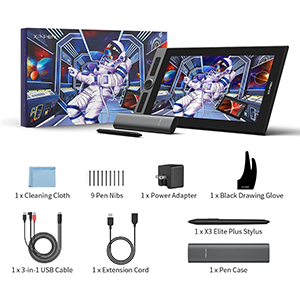 XPPEN
1 x Cleaning Cloth
9 Pen Nibs
1 x Power Adapter
1 x Black Drawing Glove
1 x 3-in-1 USB Cable
1 x Extension Cord
1 x X3 Elite Plus Stylus
1 x Pen Case